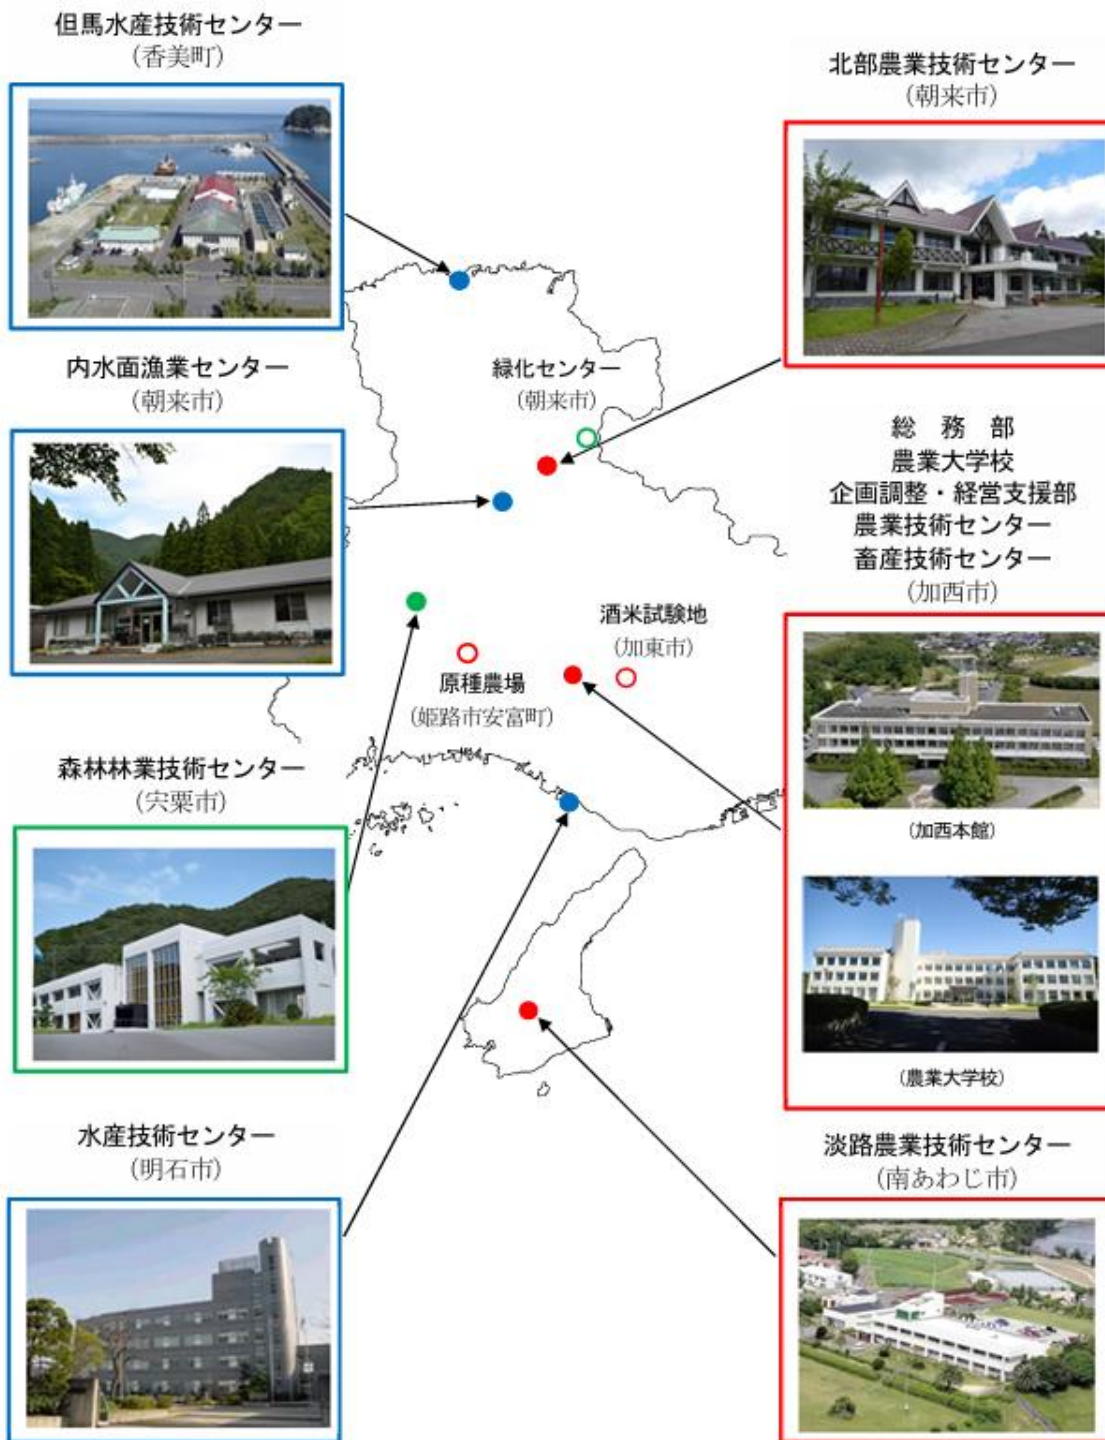 但馬水産技術センター
(香美町)
北部農業技術センター
(朝来市)
内水面漁業センター
(朝来市)
緑化センター
(朝来市)
総　務　部
農業大学校
企画調整・経営支援部
農業技術センター
畜産技術センター
(加西市)
酒米試験地
(加東市)
原種農場
(姫路市安富町)
森林林業技術センター
(宍粟市)
(加西本館)
(農業大学校)
水産技術センター
(明石市)
淡路農業技術センター
(南あわじ市)